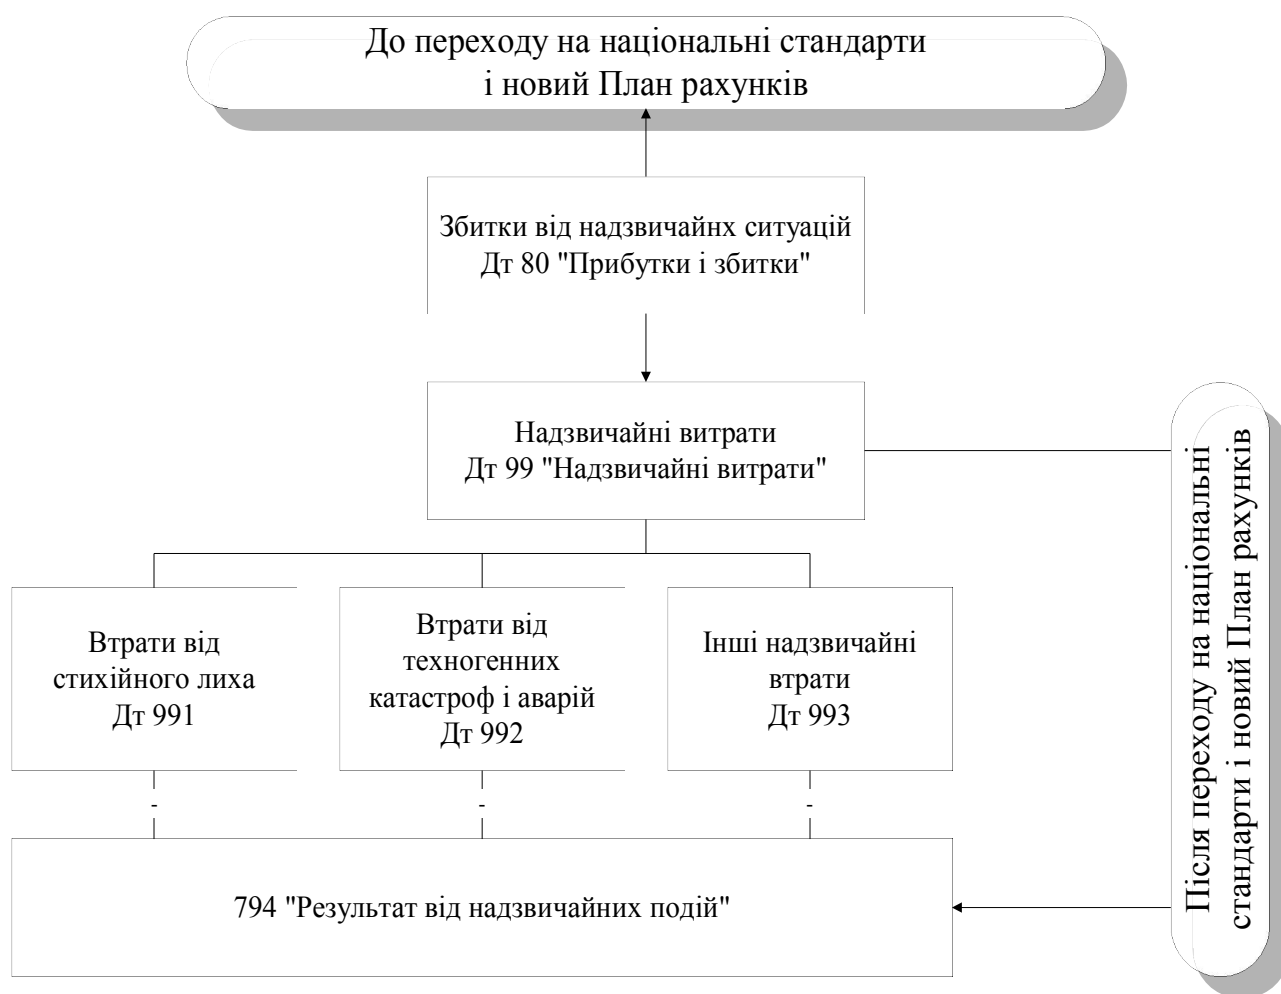 До переходу на національні стандарти
і новий План рахунків
Збитки від надзвичайнх ситуацій
Дт 80 "Прибутки і збитки"
Надзвичайні витрати
Дт 99 "Надзвичайні витрати"
Втрати від
стихійного лиха
Дт 991
Втрати від
техногенних
катастроф і аварій
Дт 992
Інші надзвичайні
втрати
Дт 993
-
-
-
794 "Результат від надзвичайних подій"
Після переходу на національні
стандарти і новий План рахунків